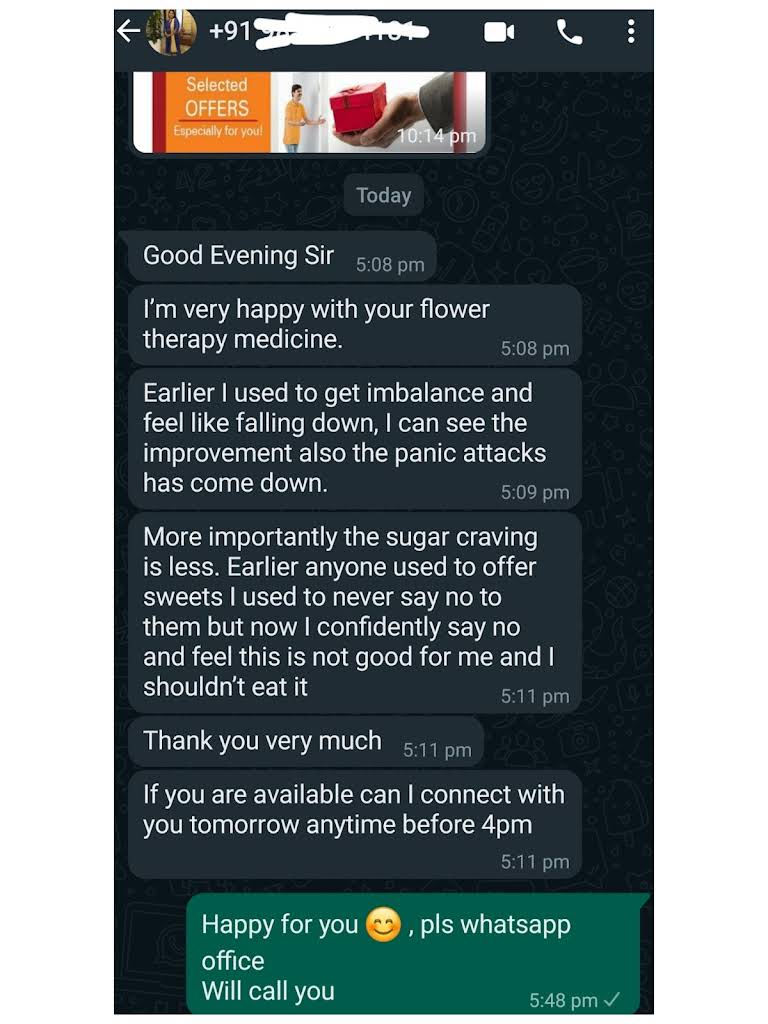 +91
Selected
OFFERS
Especially for you!
10:14 pm
Today
Good Evening Sir 5:08 pm
I'm very happy with your flower
therapy medicine.
5:08 pm
Earlier I used to get imbalance and
feel like falling down, I can see the
improvement also the panic attacks
has come down.
5:09 pm
More importantly the sugar craving
is less. Earlier anyone used to offer
sweets I used to never say no to
them but now I confidently say no
and feel this is not good for me and I
shouldn't eat it
5:11 pm
Thank you very much 5:11 pm
If you are available can I connect with
you tomorrow anytime before 4pm
5:11 pm
Happy for you 😊 , pls whatsapp
office
Will call you
5:48 pm